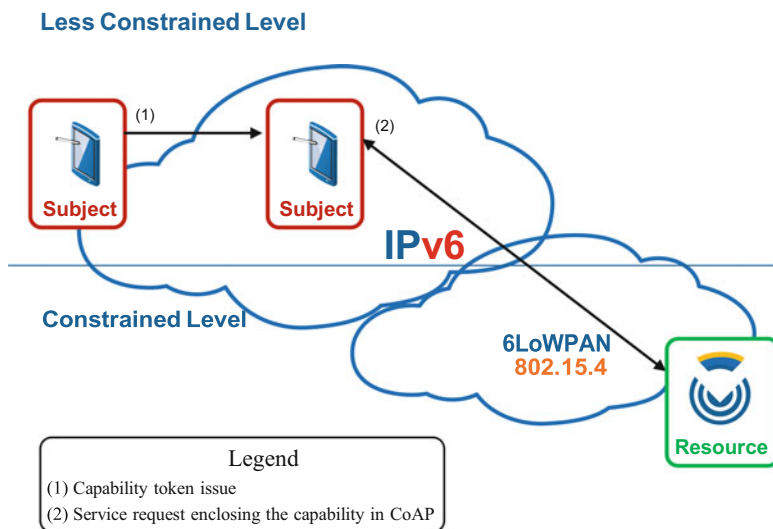 Less Constrained Level
(1)
(2)
Subject
Subject
IPv6
Constrained Level
6LoWPAN
802.15.4
Resource
Legend
(1) Capability token issue
(2) Service request enclosing the capability in CoAP